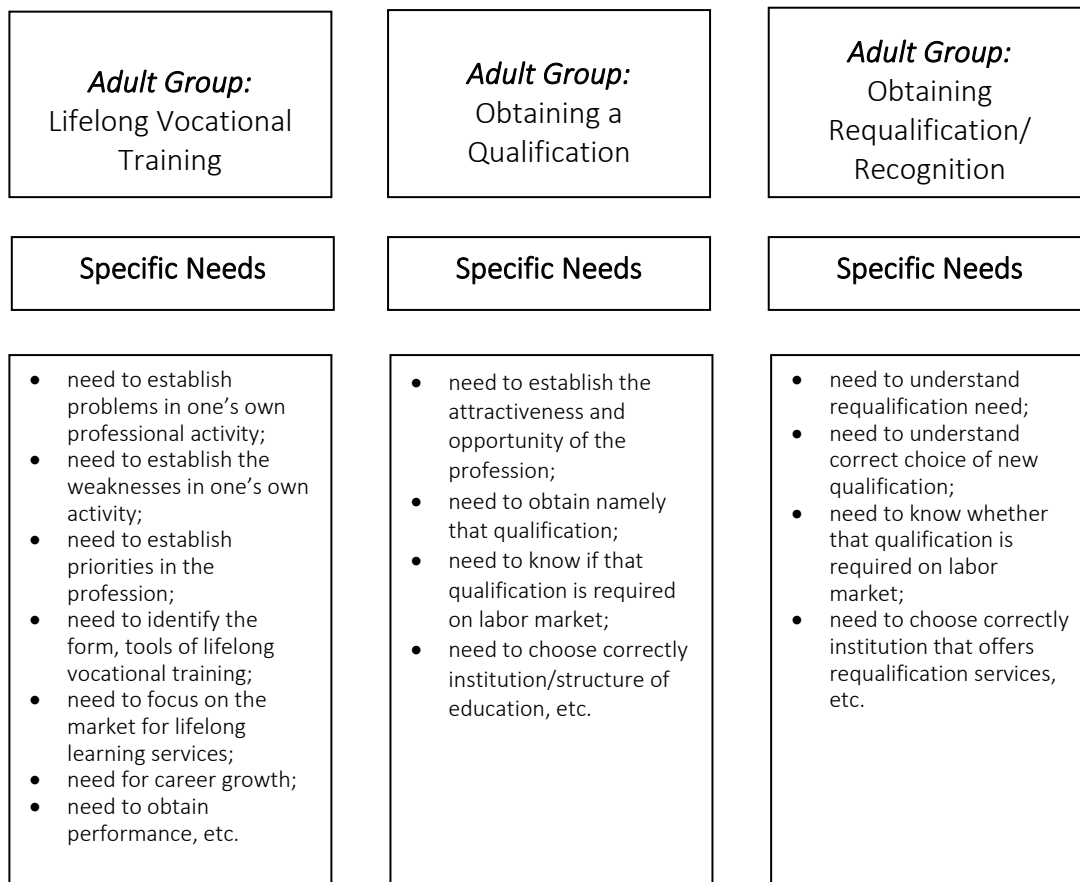 Adult Group:
Lifelong Vocational
Training
Adult Group:
Obtaining a
Qualification
Adult Group:
Obtaining
Requalification/
Recognition
Specific Needs
Specific Needs
Specific Needs
• need to establish
problems in one’s own
professional activity;
• need to establish the
weaknesses in one’s own
activity;
• need to establish
priorities in the
profession;
• need to identify the
form, tools of lifelong
vocational training;
• need to focus on the
market for lifelong
learning services;
• need for career growth;
• need to obtain
performance, etc.
• need to establish the
attractiveness and
opportunity of the
profession;
• need to obtain namely
that qualification;
• need to know if that
qualification is required
on labor market;
• need to choose correctly
institution/structure of
education, etc.
• need to understand
requalification need;
• need to understand
correct choice of new
qualification;
• need to know whether
that qualification is
required on labor
market;
• need to choose correctly
institution that offers
requalification services,
etc.